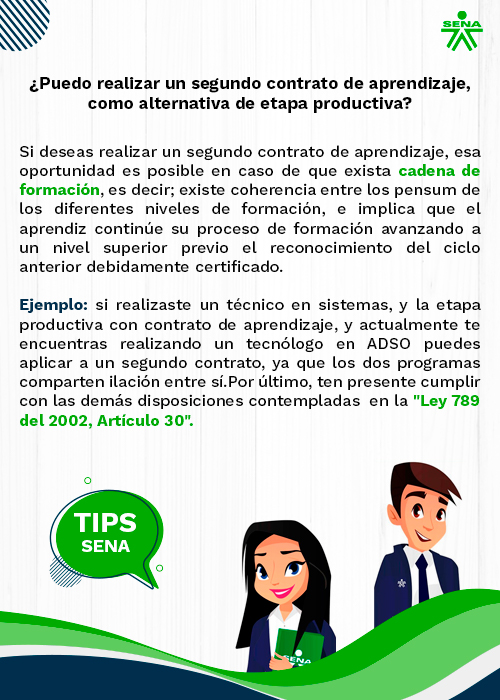 SENA
¿Puedo realizar un segundo contrato de aprendizaje,
como alternativa de etapa productiva?
Si deseas realizar un segundo contrato de aprendizaje, esa
oportunidad es posible en caso de que exista cadena de
formación, es decir; existe coherencia entre los pensum de
los diferentes niveles de formación, e implica que el
aprendiz continúe su proceso de formación avanzando a
un nivel superior previo el reconocimiento del ciclo
anterior debidamente certificado.
Ejemplo: si realizaste un técnico en sistemas, y la etapa
productiva con contrato de aprendizaje, y actualmente te
encuentras realizando un tecnólogo en ADSO puedes
aplicar a un segundo contrato, ya que los dos programas
comparten ilación entre sí.Por último, ten presente cumplir
con las demás disposiciones contempladas en la "Ley 789
del 2002, Artículo 30".
TIPS
SENA
SENA